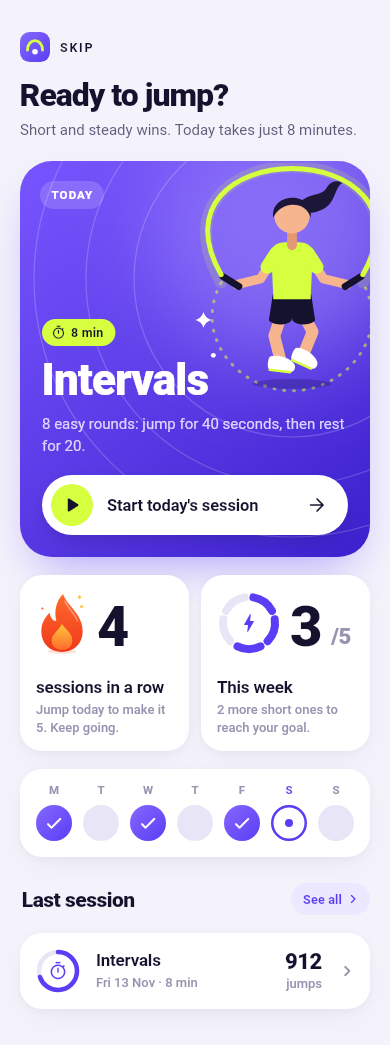 SKIP
Ready to jump?
Short and steady wins. Today takes just 8 minutes.
TODAY
8 min
Intervals
8 easy rounds: jump for 40 seconds, then rest
for 20.
Start today's session
4
sessions in a row
Jump today to make it
5. Keep going.
3 /5
This week
2 more short ones to
reach your goal.
M T W T F S S
Last session
See all
Intervals
Fri 13 Nov · 8 min
912
jumps